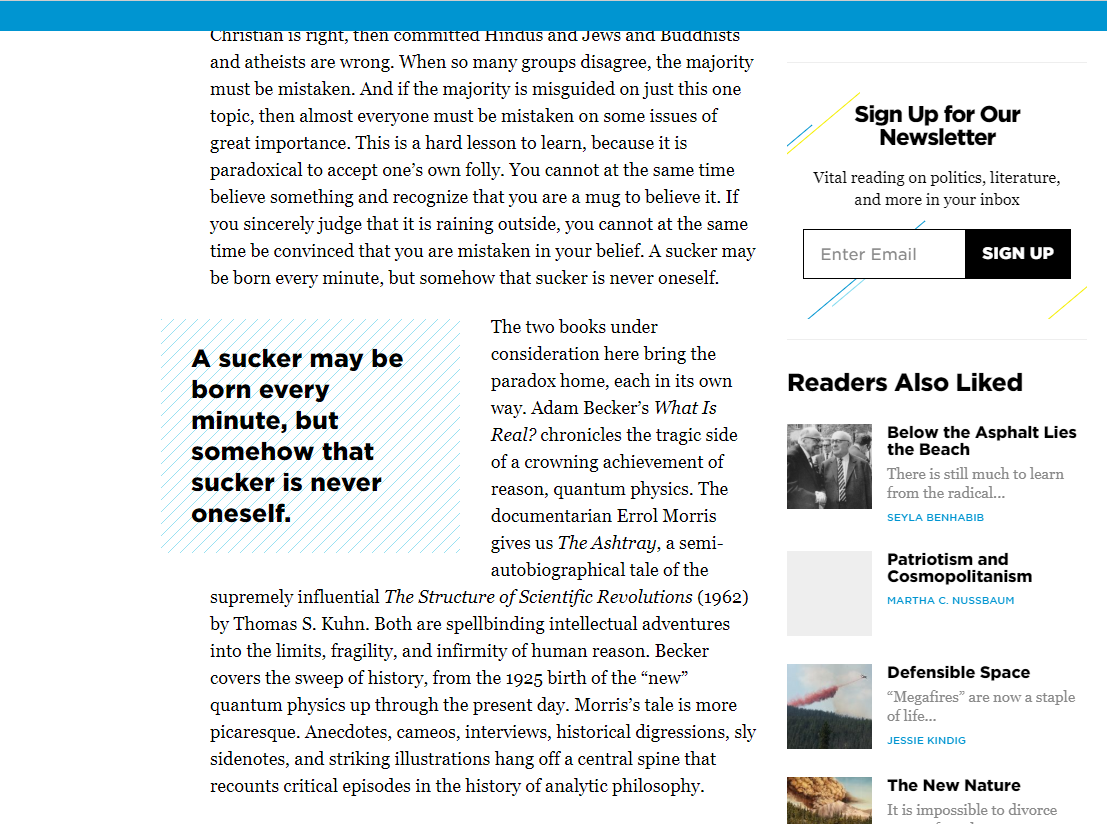 Christian is right, then committed Hindus and Jews and Buddhists
and atheists are wrong. When so many groups disagree, the majority
must be mistaken. And if the majority is misguided on just this one
topic, then almost everyone must be mistaken on some issues of
great importance. This is a hard lesson to learn, because it is
paradoxical to accept one’s own folly. You cannot at the same time
believe something and recognize that you are a mug to believe it. If
you sincerely judge that it is raining outside, you cannot at the same
time be convinced that you are mistaken in your belief. A sucker may
be born every minute, but somehow that sucker is never oneself.
A sucker may be
born every
minute, but
somehow that
sucker is never
oneself.
The two books under
consideration here bring the
paradox home, each in its own
way. Adam Becker’s What Is
Real? chronicles the tragic side
of a crowning achievement of
reason, quantum physics. The
documentarian Errol Morris
gives us The Ashtray, a semi-
autobiographical tale of the
supremely influential The Structure of Scientific Revolutions (1962)
by Thomas S. Kuhn. Both are spellbinding intellectual adventures
into the limits, fragility, and infirmity of human reason. Becker
covers the sweep of history, from the 1925 birth of the “new”
quantum physics up through the present day. Morris’s tale is more
picaresque. Anecdotes, cameos, interviews, historical digressions, sly
sidenotes, and striking illustrations hang off a central spine that
recounts critical episodes in the history of analytic philosophy.
Sign Up for Our
Newsletter
Vital reading on politics, literature,
and more in your inbox
Enter Email
SIGN UP
Readers Also Liked
Below the Asphalt Lies
the Beach
There is still much to learn
from the radical...
SEYLA BENHABIB
Patriotism and
Cosmopolitanism
MARTHA C. NUSSBAUM
Defensible Space
“Megafires” are now a staple
of life...
JESSIE KINDIG
The New Nature
It is impossible to divorce